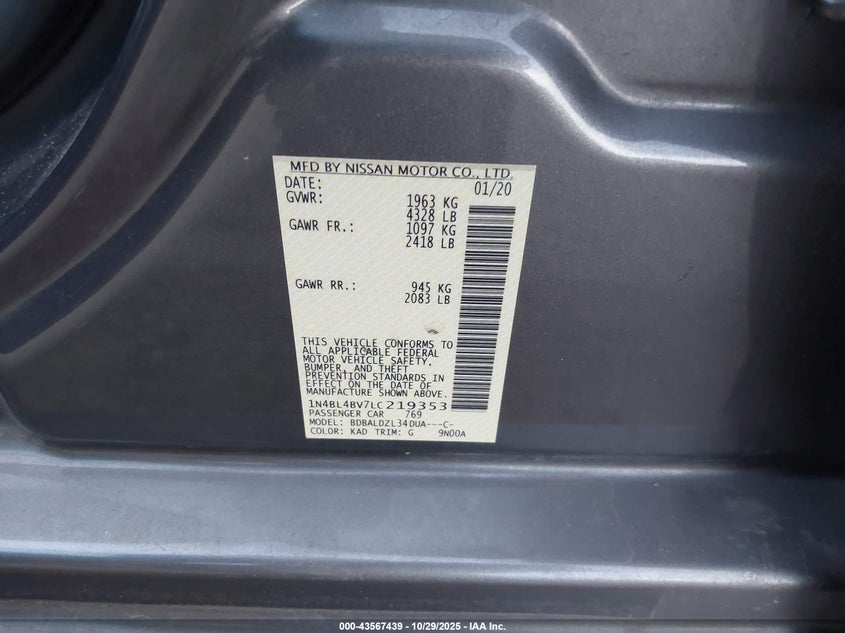 MFD BY NISSAN MOTOR CO., LTD.
DATE: 01/20
GVWR: 1963 KG
4328 LB
GAWR FR.: 1097 KG
2418 LB
GAWR RR.: 945 KG
2083 LB
THIS VEHICLE CONFORMS TO
ALL APPLICABLE FEDERAL
MOTOR VEHICLE SAFETY,
BUMPER, AND THEFT
PREVENTION STANDARDS IN
EFFECT ON THE DATE OF
MANUFACTURE SHOWN ABOVE.
1N4BL4BV7LC219353
PASSENGER CAR 769
MODEL: BDBALDZL34DUA---C-
COLOR: KAD TRIM: G 9N00A
000-43567439 - 10/29/2025 - IAA Inc.